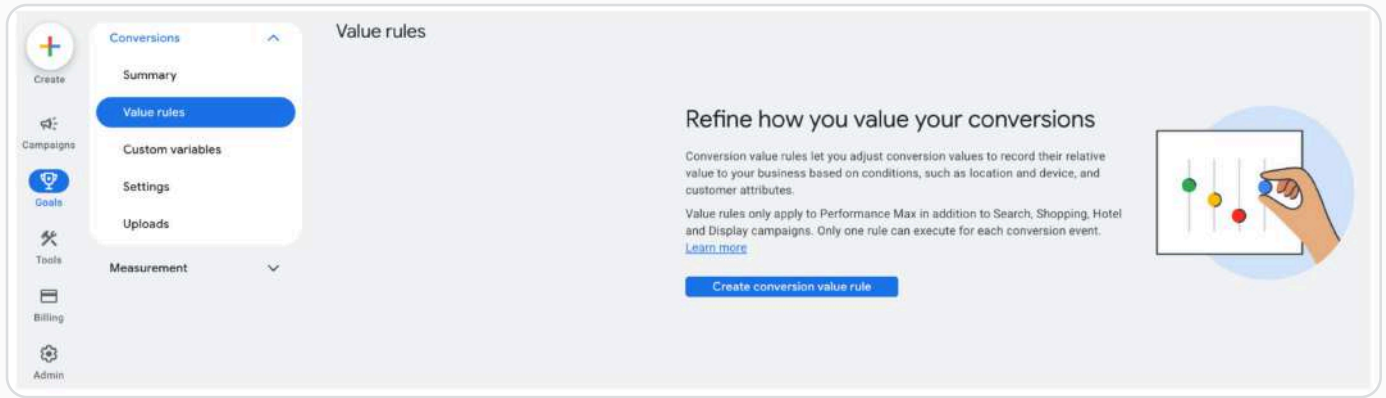 Create
Campaigns
Goals
Tools
Billing
Admin
Conversions
Summary
Value rules
Custom variables
Settings
Uploads
Measurement
Value rules
Refine how you value your conversions
Conversion value rules let you adjust conversion values to record their relative
value to your business based on conditions, such as location and device, and
customer attributes.
Value rules only apply to Performance Max in addition to Search, Shopping, Hotel
and Display campaigns. Only one rule can execute for each conversion event.
Learn more
Create conversion value rule